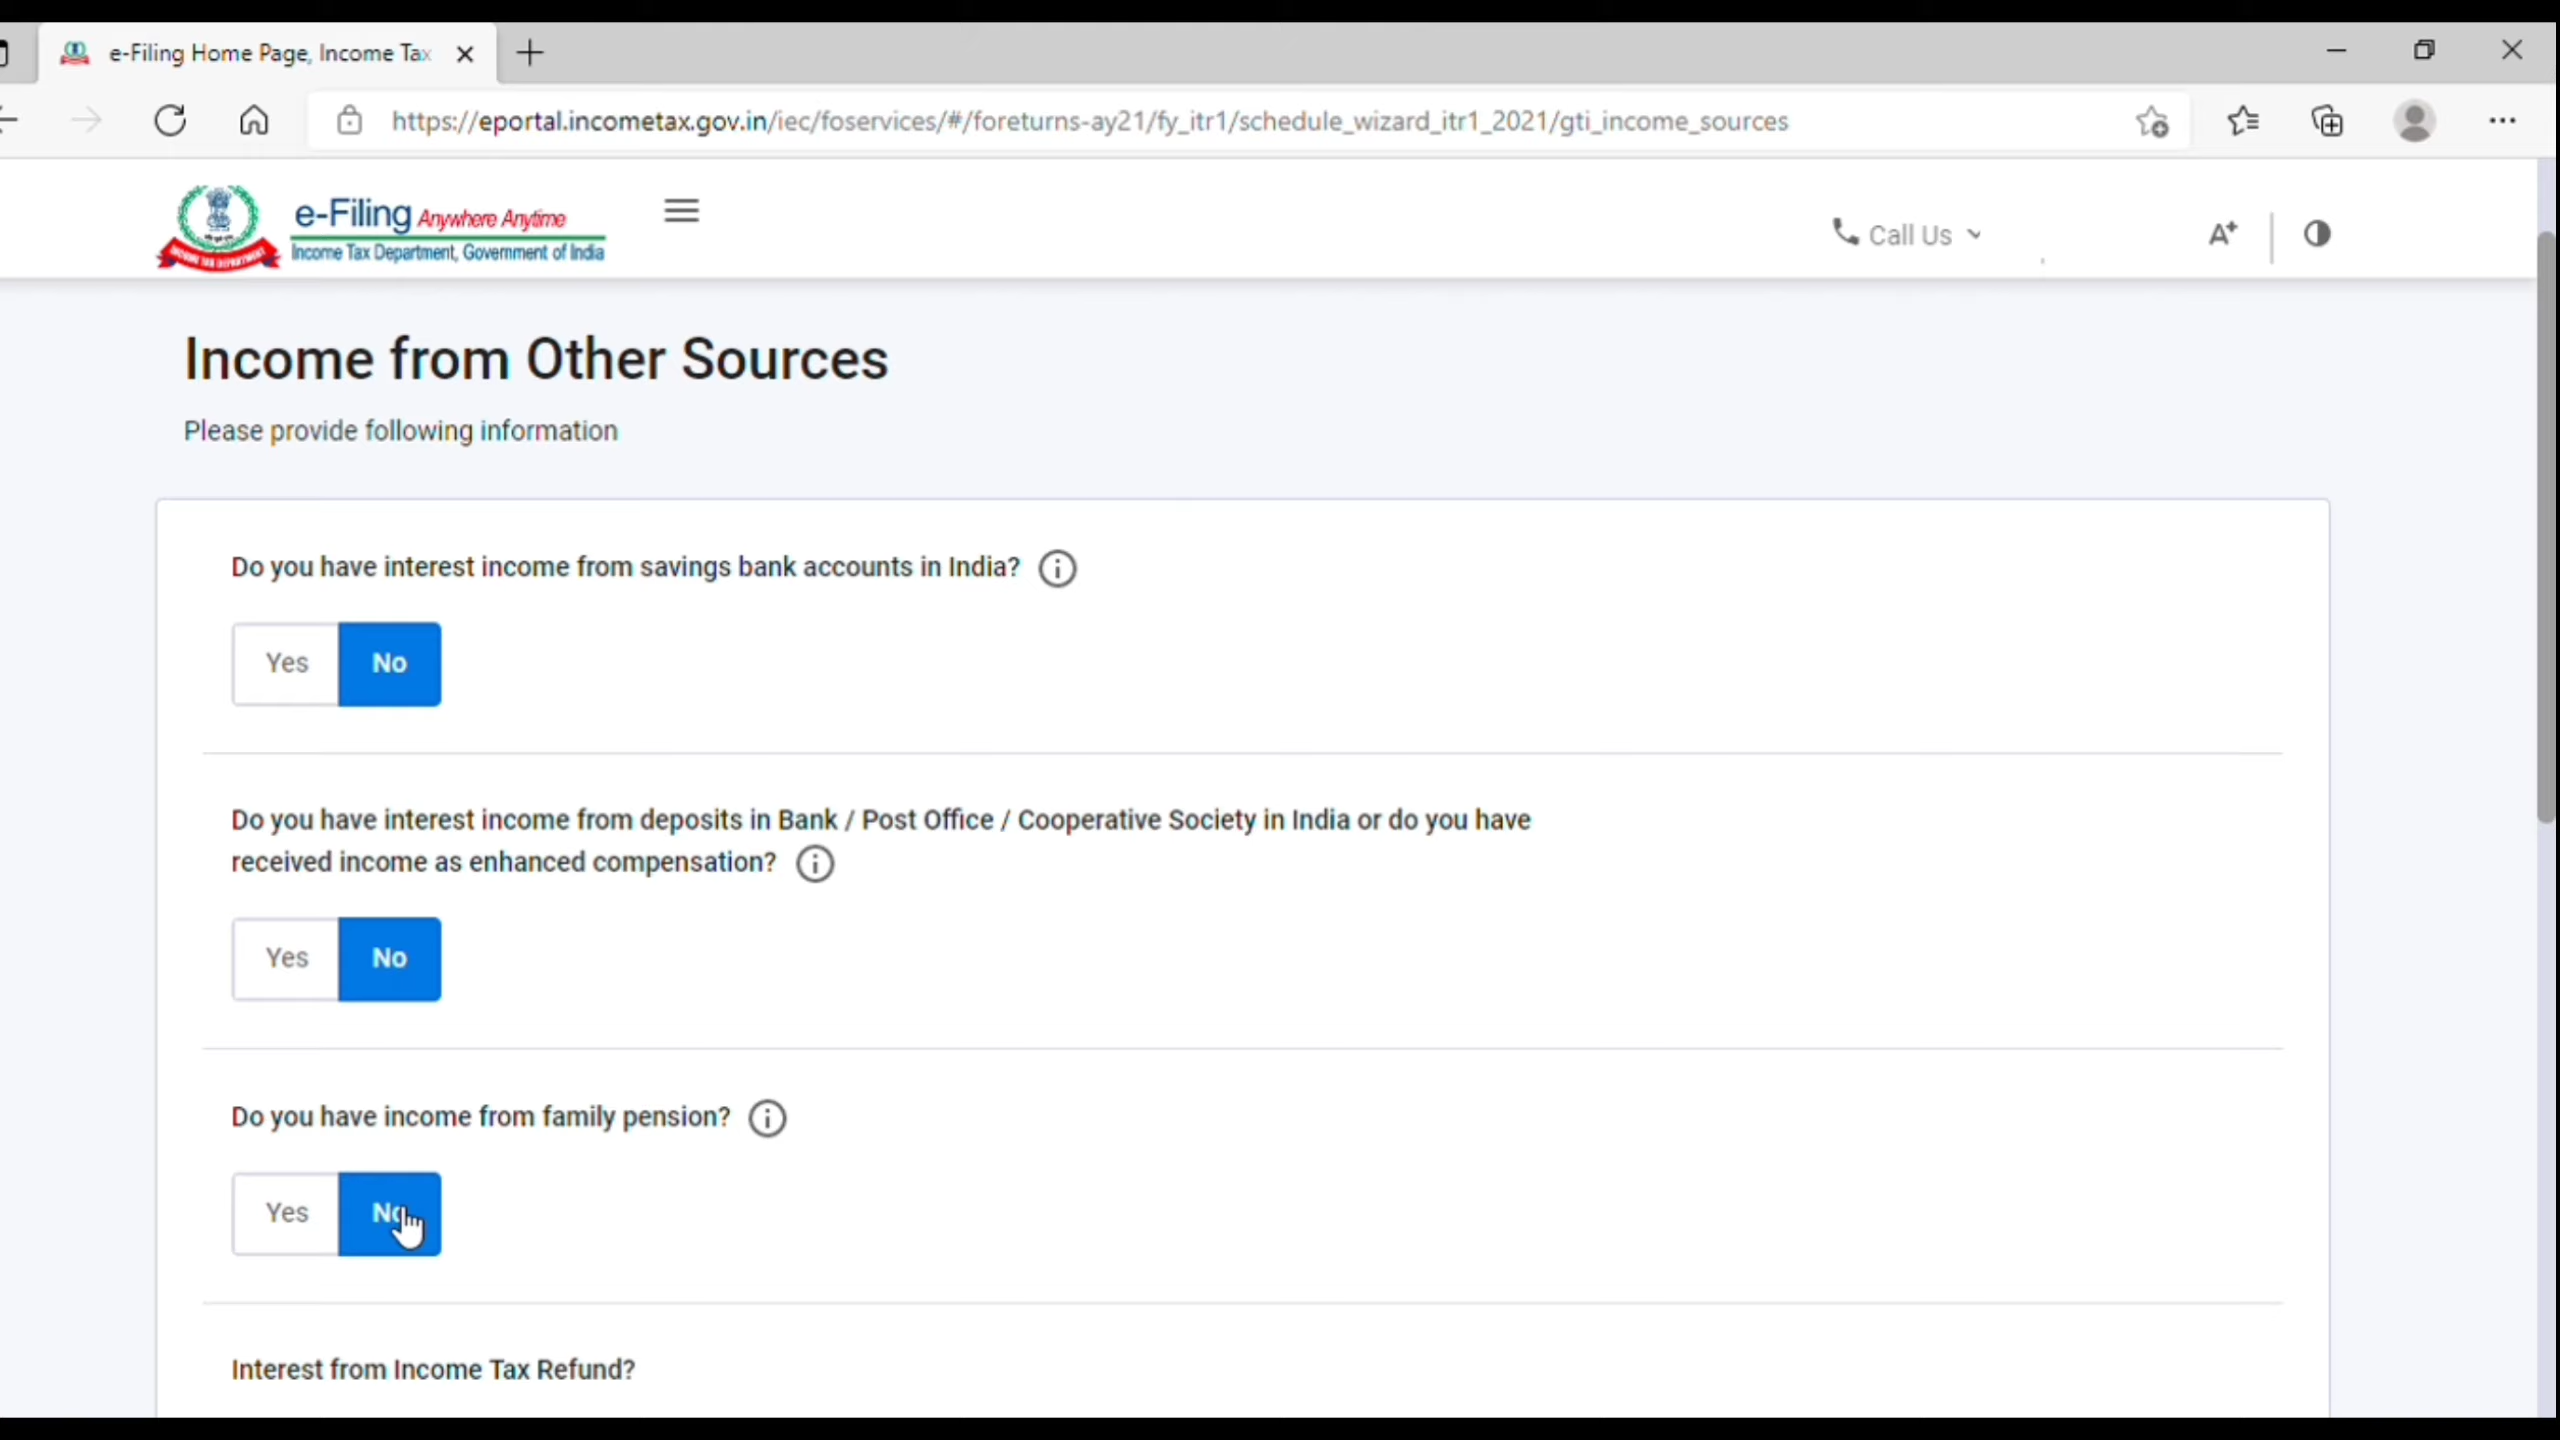 e-Filing Home Page, Income Tax
https://eportal.incometax.gov.in/iec/foservices/#/foreturns-ay21/fy_itr1/schedule_wizard_itr1_2021/gti_income_sources
e-Filing Anywhere Anytime
Income Tax Department, Government of India
INCOME TAX DEPARTMENT
Call Us
A+
Income from Other Sources
Please provide following information
Do you have interest income from savings bank accounts in India?
Yes No
Do you have interest income from deposits in Bank / Post Office / Cooperative Society in India or do you have
received income as enhanced compensation?
Yes No
Do you have income from family pension?
Yes No
Interest from Income Tax Refund?